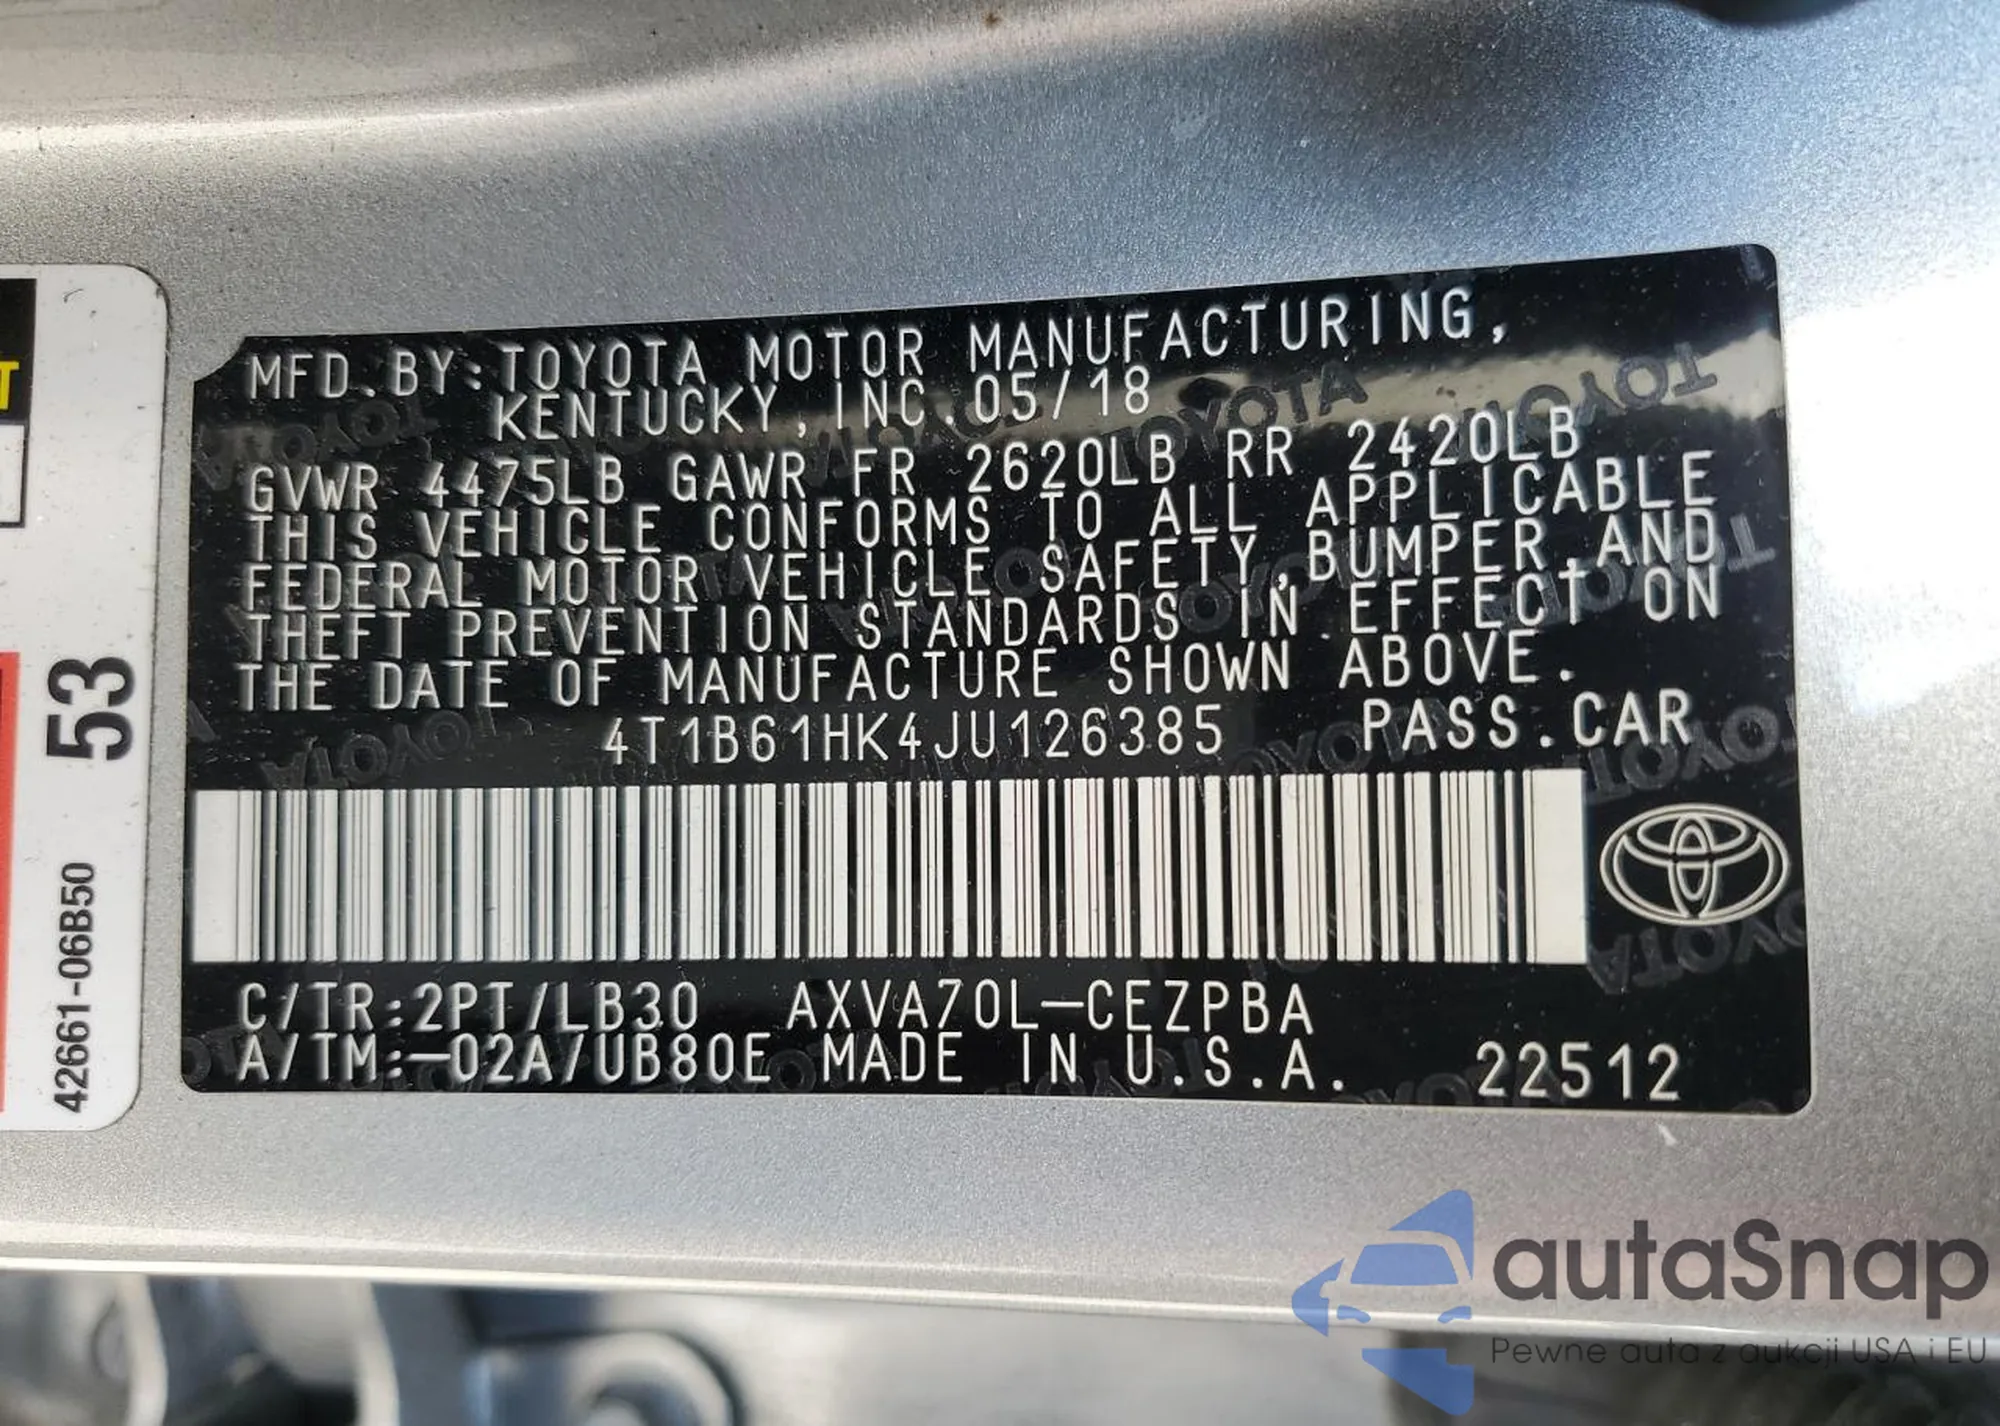 MFD.BY:TOYOTA MOTOR MANUFACTURING,
KENTUCKY,INC.05/18
GVWR 4475LB GAWR FR 2620LB RR 2420LB
THIS VEHICLE CONFORMS TO ALL APPLICABLE
FEDERAL MOTOR VEHICLE SAFETY,BUMPER,AND
THEFT PREVENTION STANDARDS IN EFFECT ON
THE DATE OF MANUFACTURE SHOWN ABOVE.
4T1B61HK4JU126385 PASS.CAR
C/TR:2PT/LB30 AXVA70L-CEZPBA
A/TM:-02A/UB80E MADE IN U.S.A. 22512
53
42661-06B50
T
TOYOTA
autaSnap
Pewne auta z aukcji USA i EU